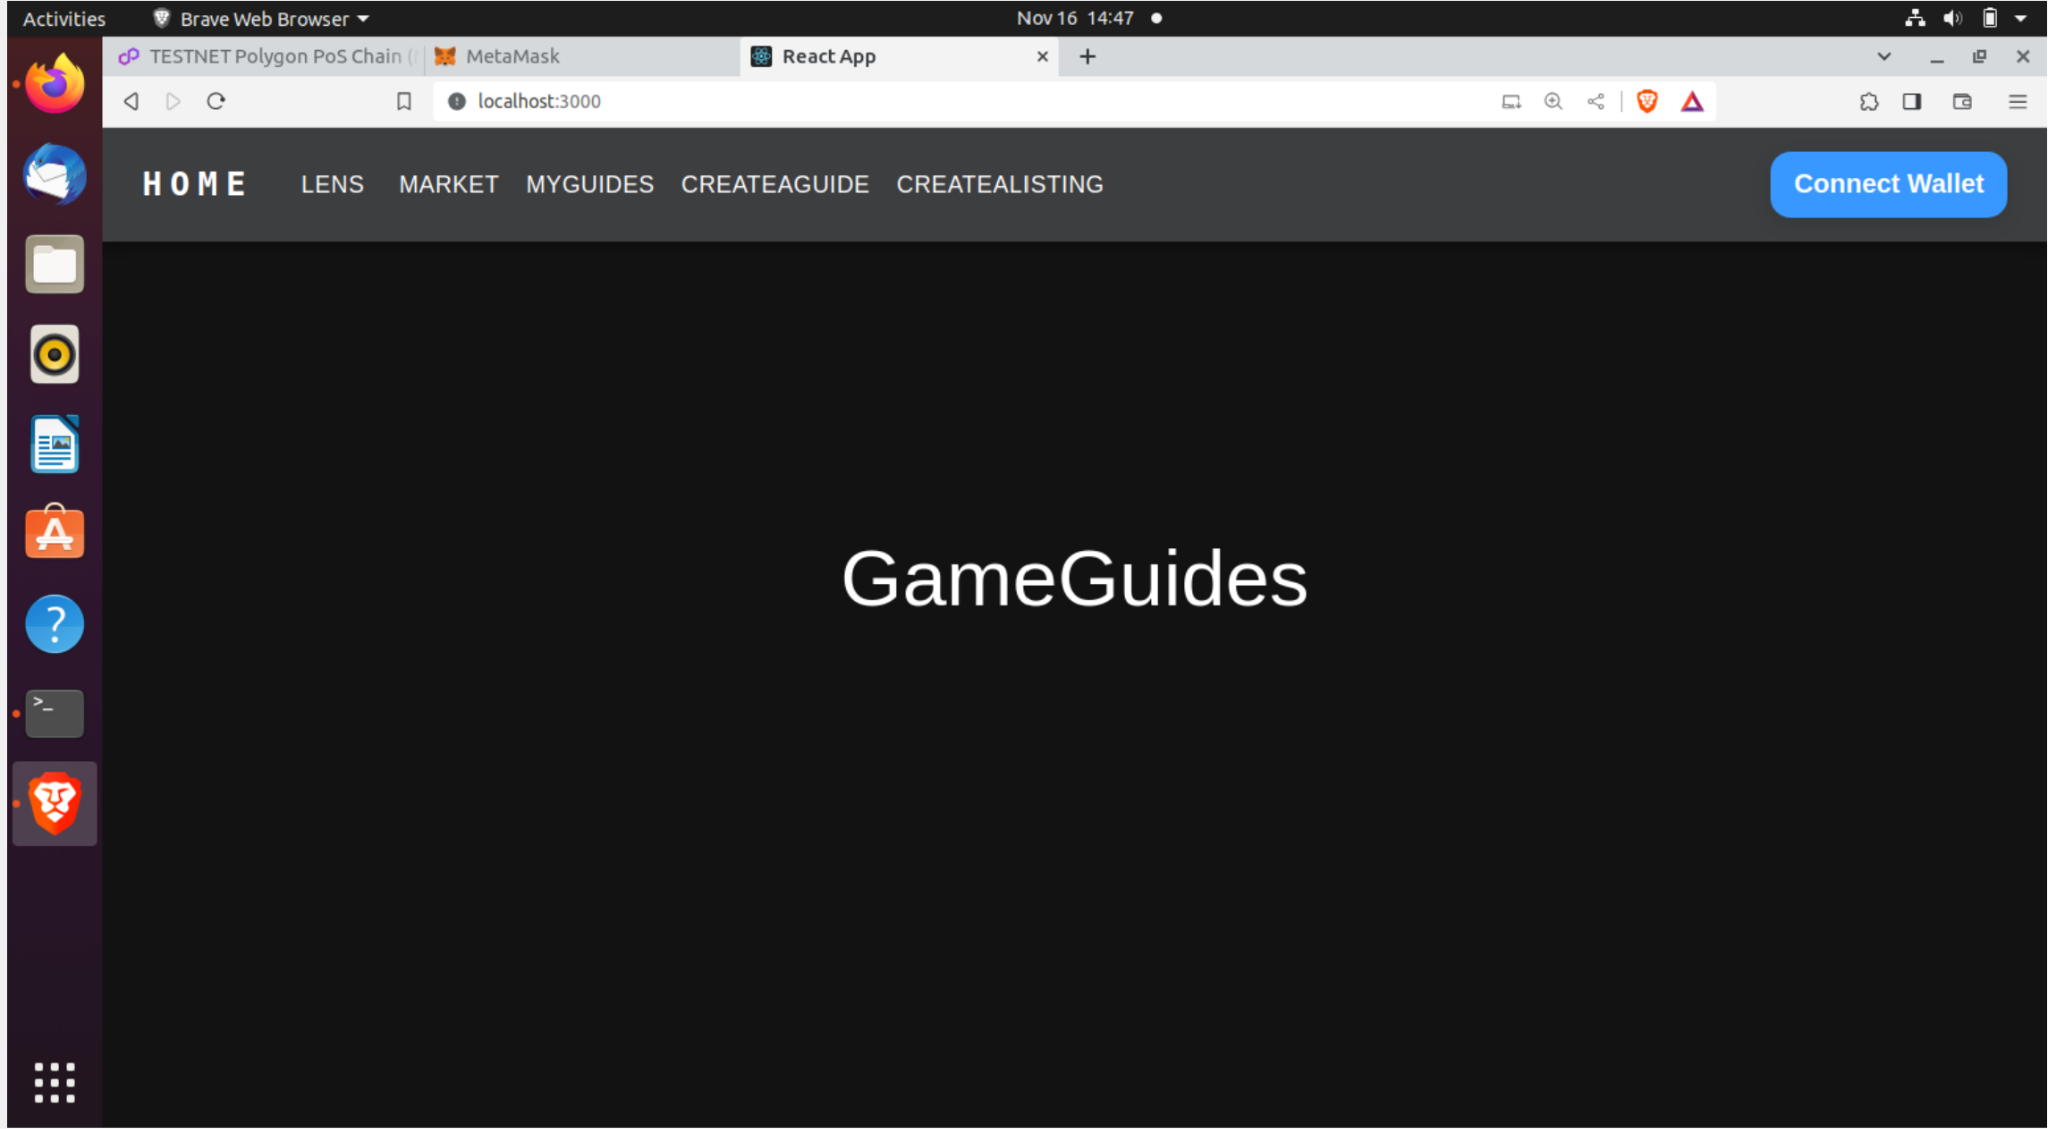 Activities Brave Web Browser Nov 16 14:47
TESTNET Polygon PoS Chain ( MetaMask React App
localhost:3000
HOME LENS MARKET MYGUIDES CREATEAGUIDE CREATEALISTING Connect Wallet
GameGuides